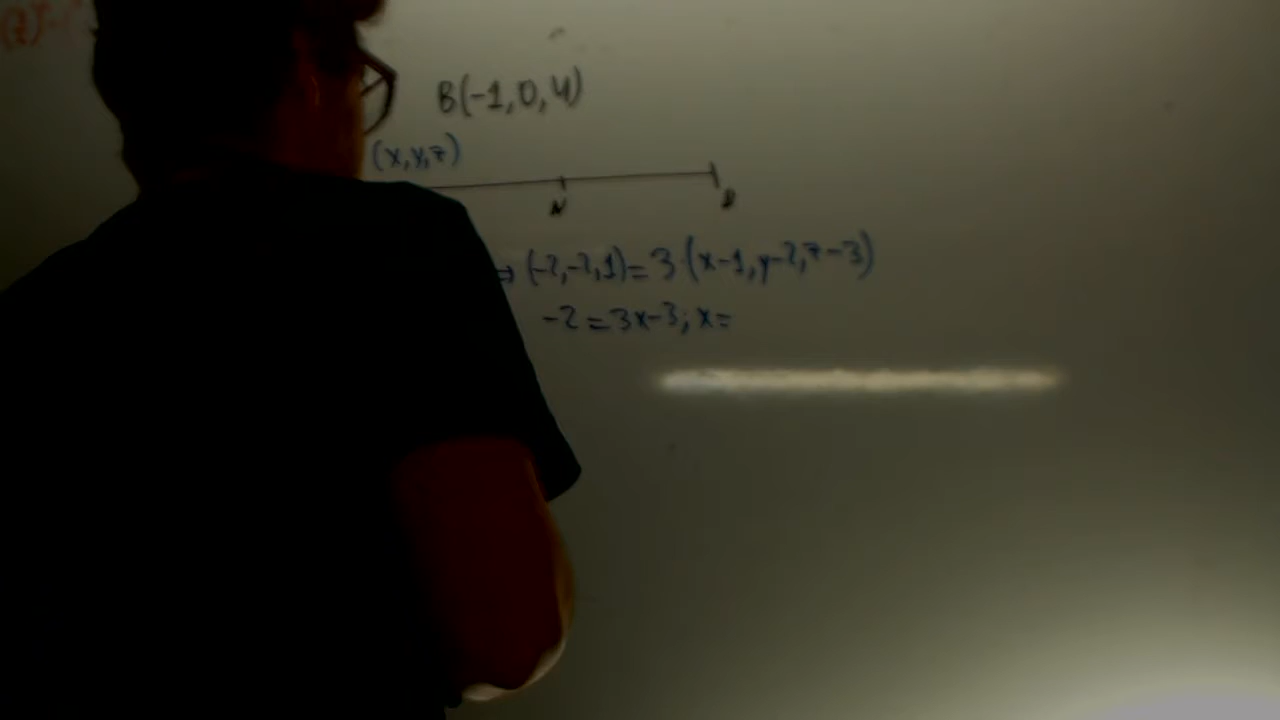 B(-1,0,4)
(x,y,z)
N B
⇒ (-2,-2,1)=3·(x-1,y-2,z-3)
-2=3x-3; x=